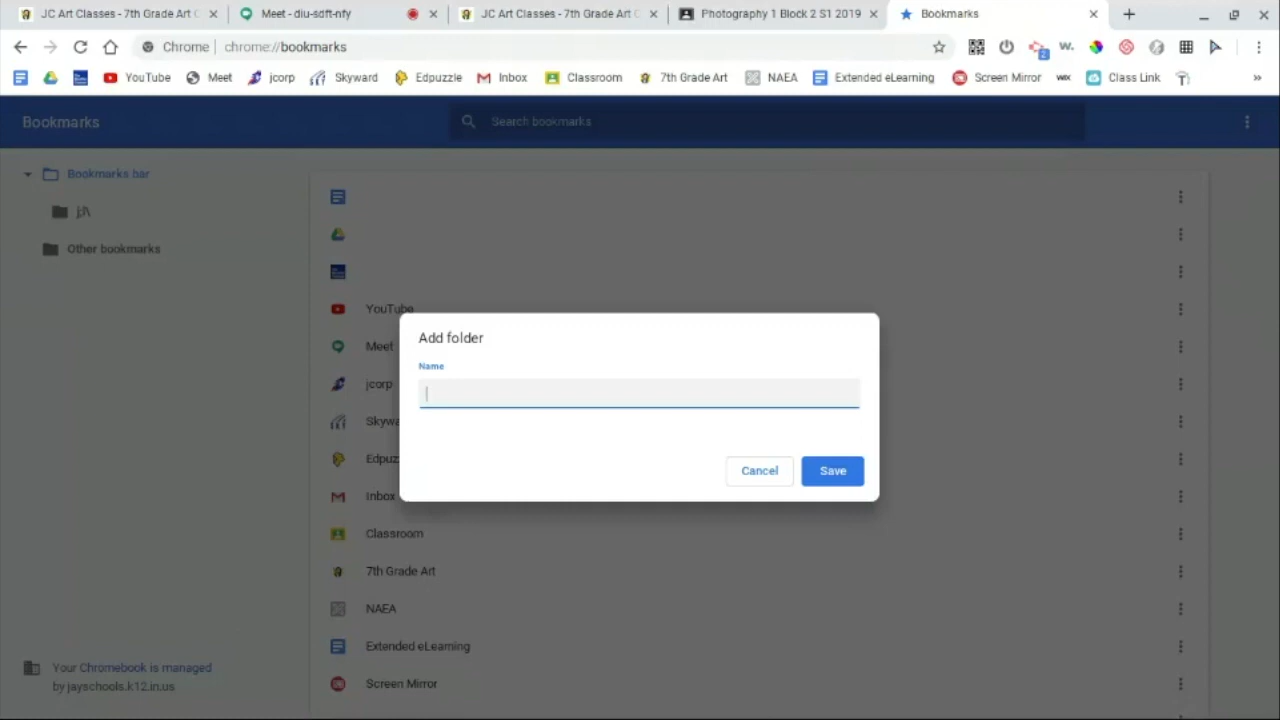 JC Art Classes - 7th Grade Art C
Meet - diu-sdft-nfy
JC Art Classes - 7th Grade Art C
Photography 1 Block 2 S1 2019
Bookmarks
Chrome | chrome://bookmarks
W.
2
YouTube
Meet
jcorp
Skyward
Edpuzzle
Inbox
Classroom
7th Grade Art
NAEA
Extended eLearning
Screen Mirror
WIX
Class Link
»
Bookmarks
Search bookmarks
Bookmarks bar
j;l\
Other bookmarks
YouTube
Meet
jcorp
Skywa
Edpuz
Inbox
Classroom
7th Grade Art
NAEA
Extended eLearning
Screen Mirror
Add folder
Name
Cancel
Save
Your Chromebook is managed
by jayschools.k12.in.us